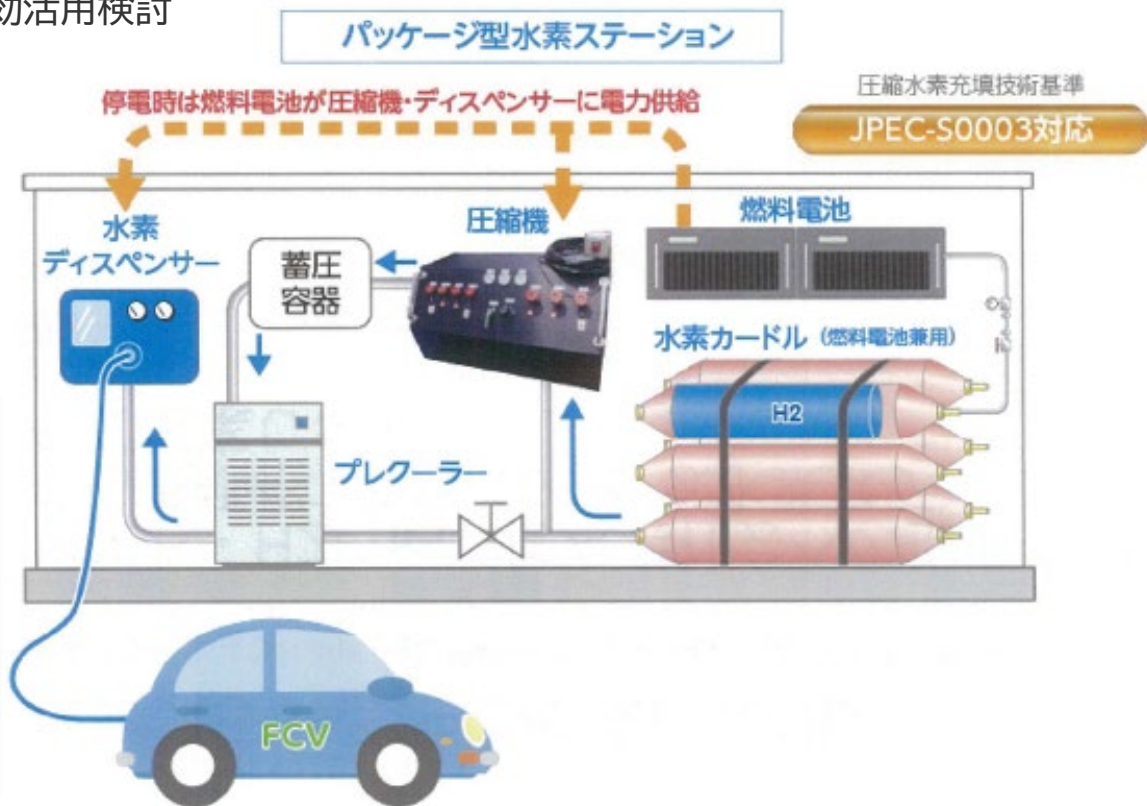 効活用検討
パッケージ型水素ステーション
停電時は燃料電池が圧縮機・ディスペンサーに電力供給
圧縮水素充填技術基準
JPEC-S0003対応
水素
ディスペンサー
蓄圧
容器
圧縮機
燃料電池
水素カードル（燃料電池兼用）
H2
プレクーラー
FCV